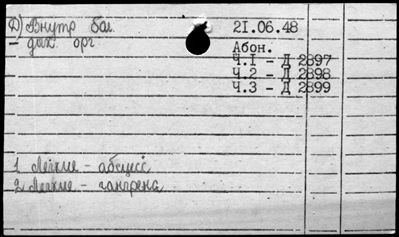 Д) Внутр бол.
21.06.48
- дых. орг.
Абон.
Ч.I - Д 2897
Ч.2 - Д 2898
Ч.3 - Д 2899
1 Легкие - абсцесс
2 Легкие - гангрена